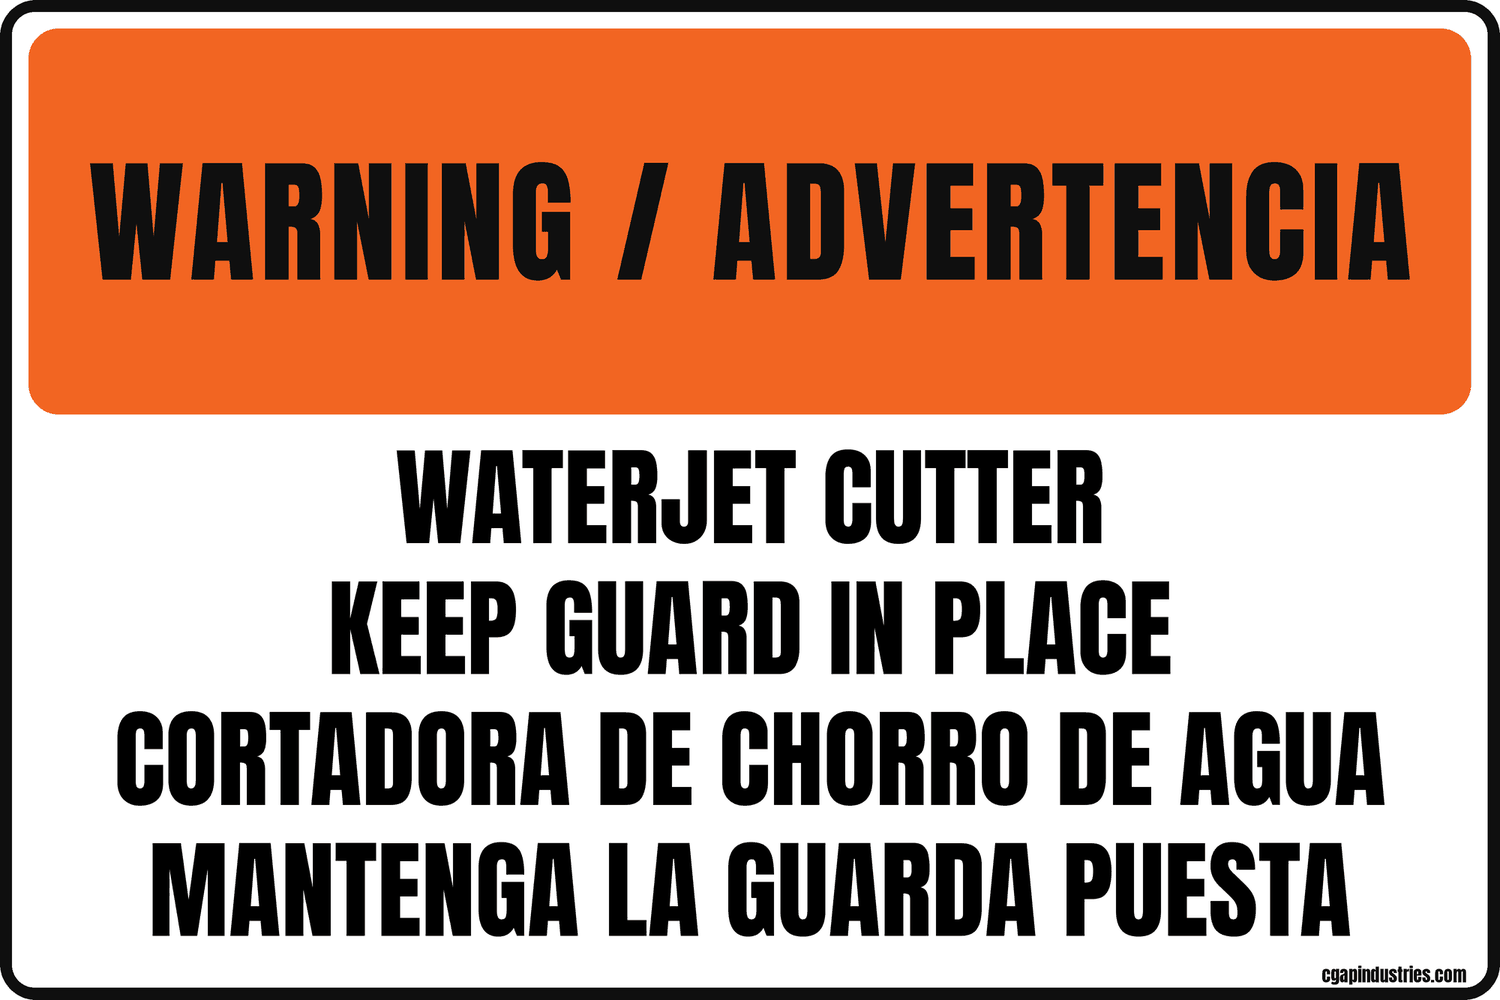 WARNING / ADVERTENCIA
WATERJET CUTTER
KEEP GUARD IN PLACE
CORTADORA DE CHORRO DE AGUA
MANTENGA LA GUARDA PUESTA
cgapindustries.com